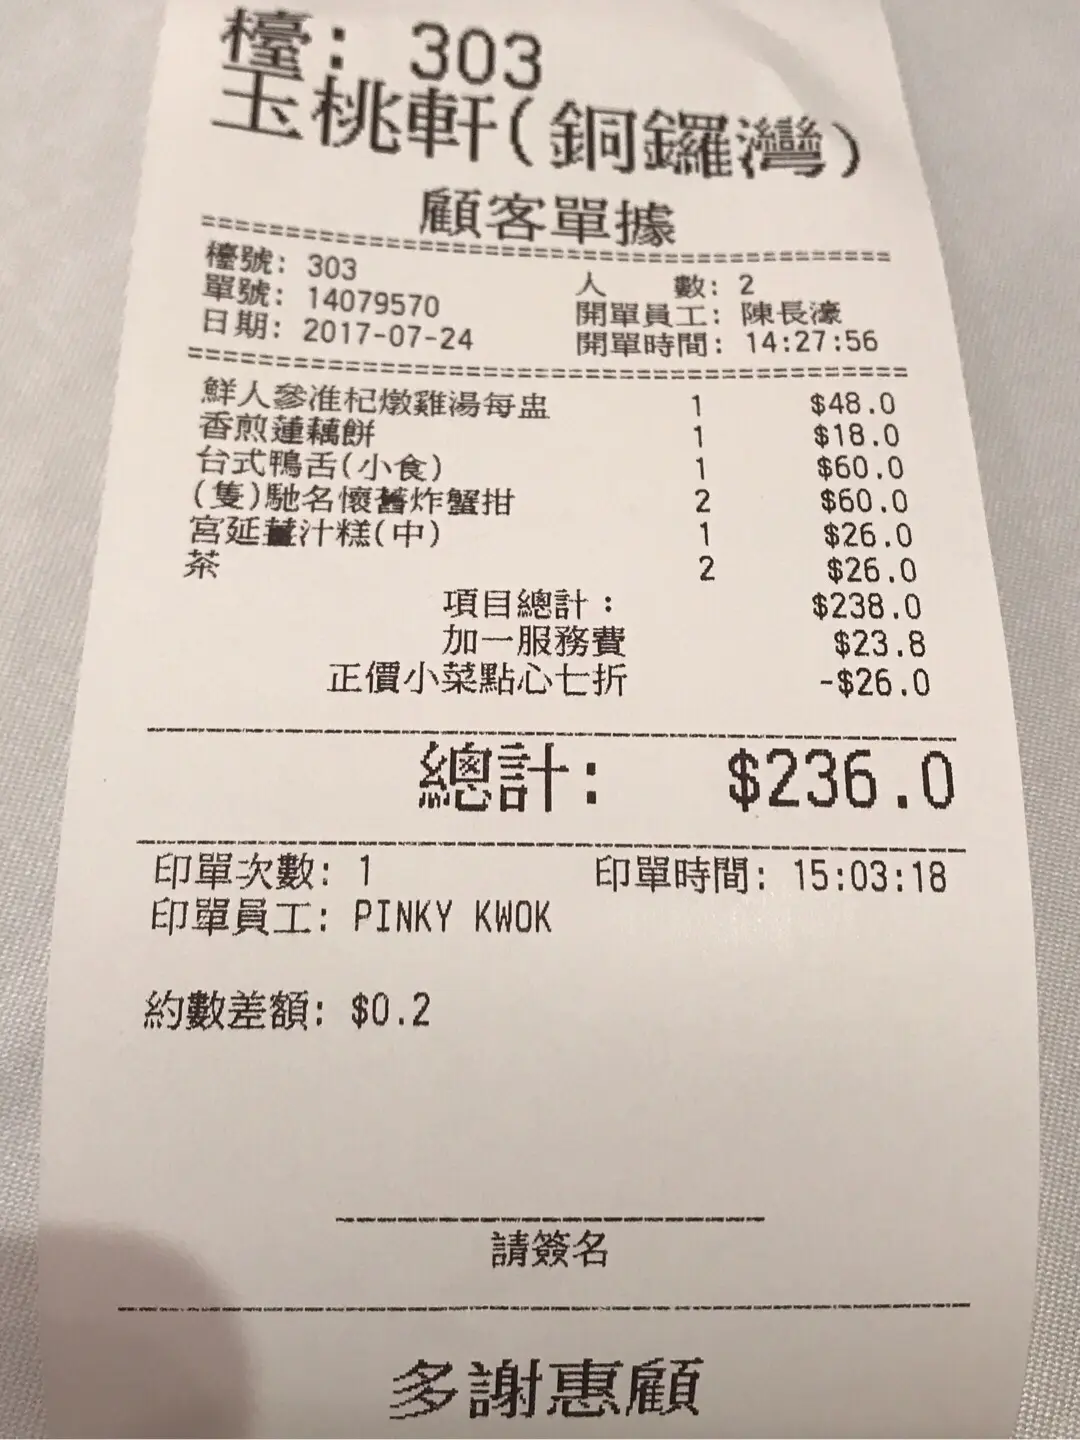 檯: 303
玉桃軒(銅鑼灣)
顧客單據
==========================================
檯號: 303 人 數: 2
單號: 14079570 開單員工: 陳長濠
日期: 2017-07-24 開單時間: 14:27:56
==========================================
鮮人參准杞燉雞湯每盅 1 $48.0
香煎蓮藕餅 1 $18.0
台式鴨舌(小食) 1 $60.0
(隻)馳名懷舊炸蟹拑 2 $60.0
宮延薑汁糕(中) 1 $26.0
茶 2 $26.0
項目總計: $238.0
加一服務費 $23.8
正價小菜點心七折 -$26.0
總計: $236.0
印單次數: 1 印單時間: 15:03:18
印單員工: PINKY KWOK
約數差額: $0.2
請簽名
多謝惠顧